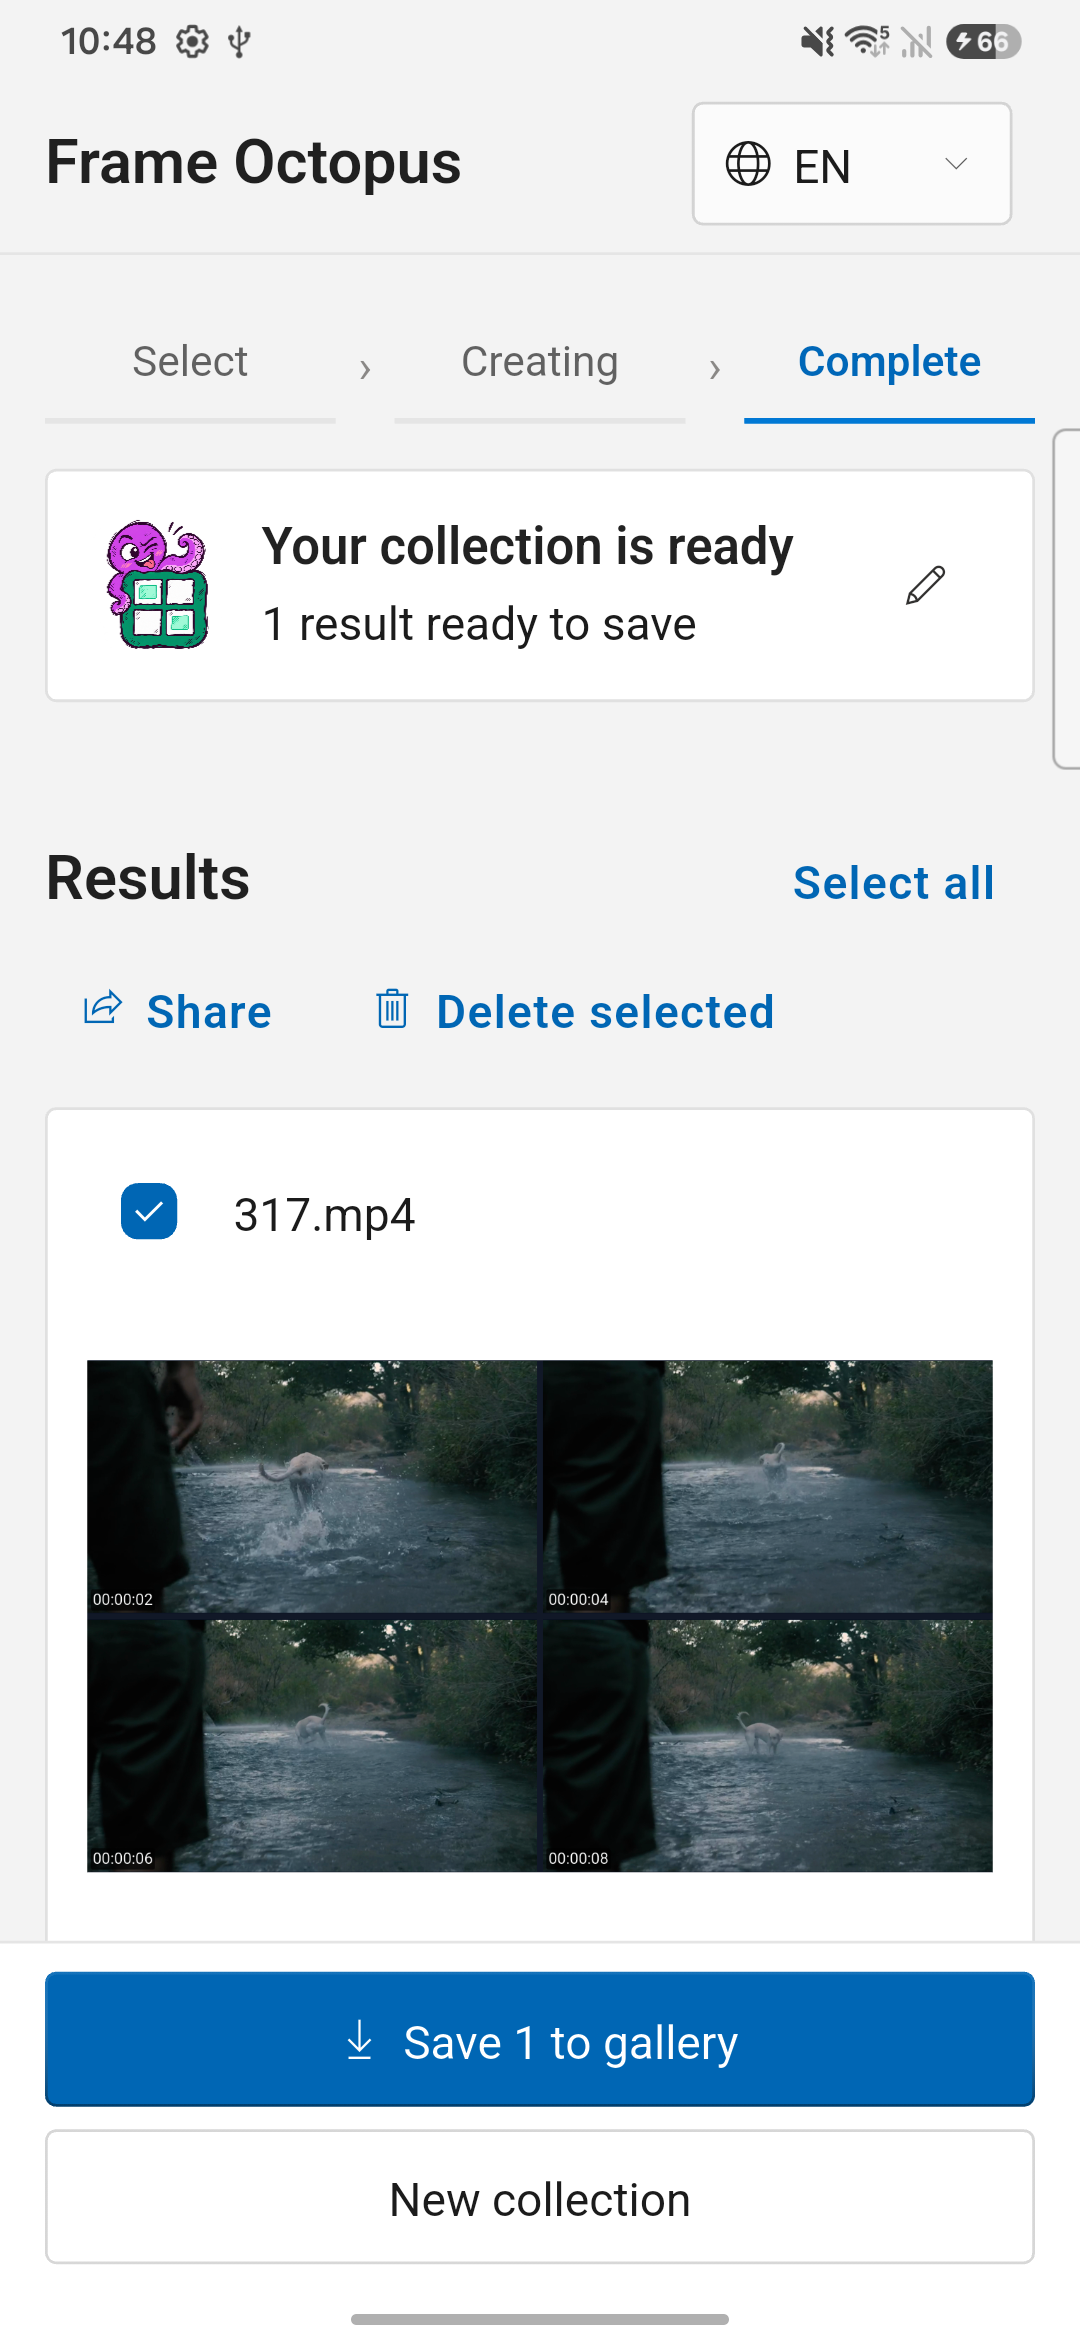 10:48
5
66
Frame Octopus
EN
Select › Creating › Complete
Your collection is ready
1 result ready to save
Results
Select all
Share
Delete selected
317.mp4
00:00:02
00:00:04
00:00:06
00:00:08
Save 1 to gallery
New collection